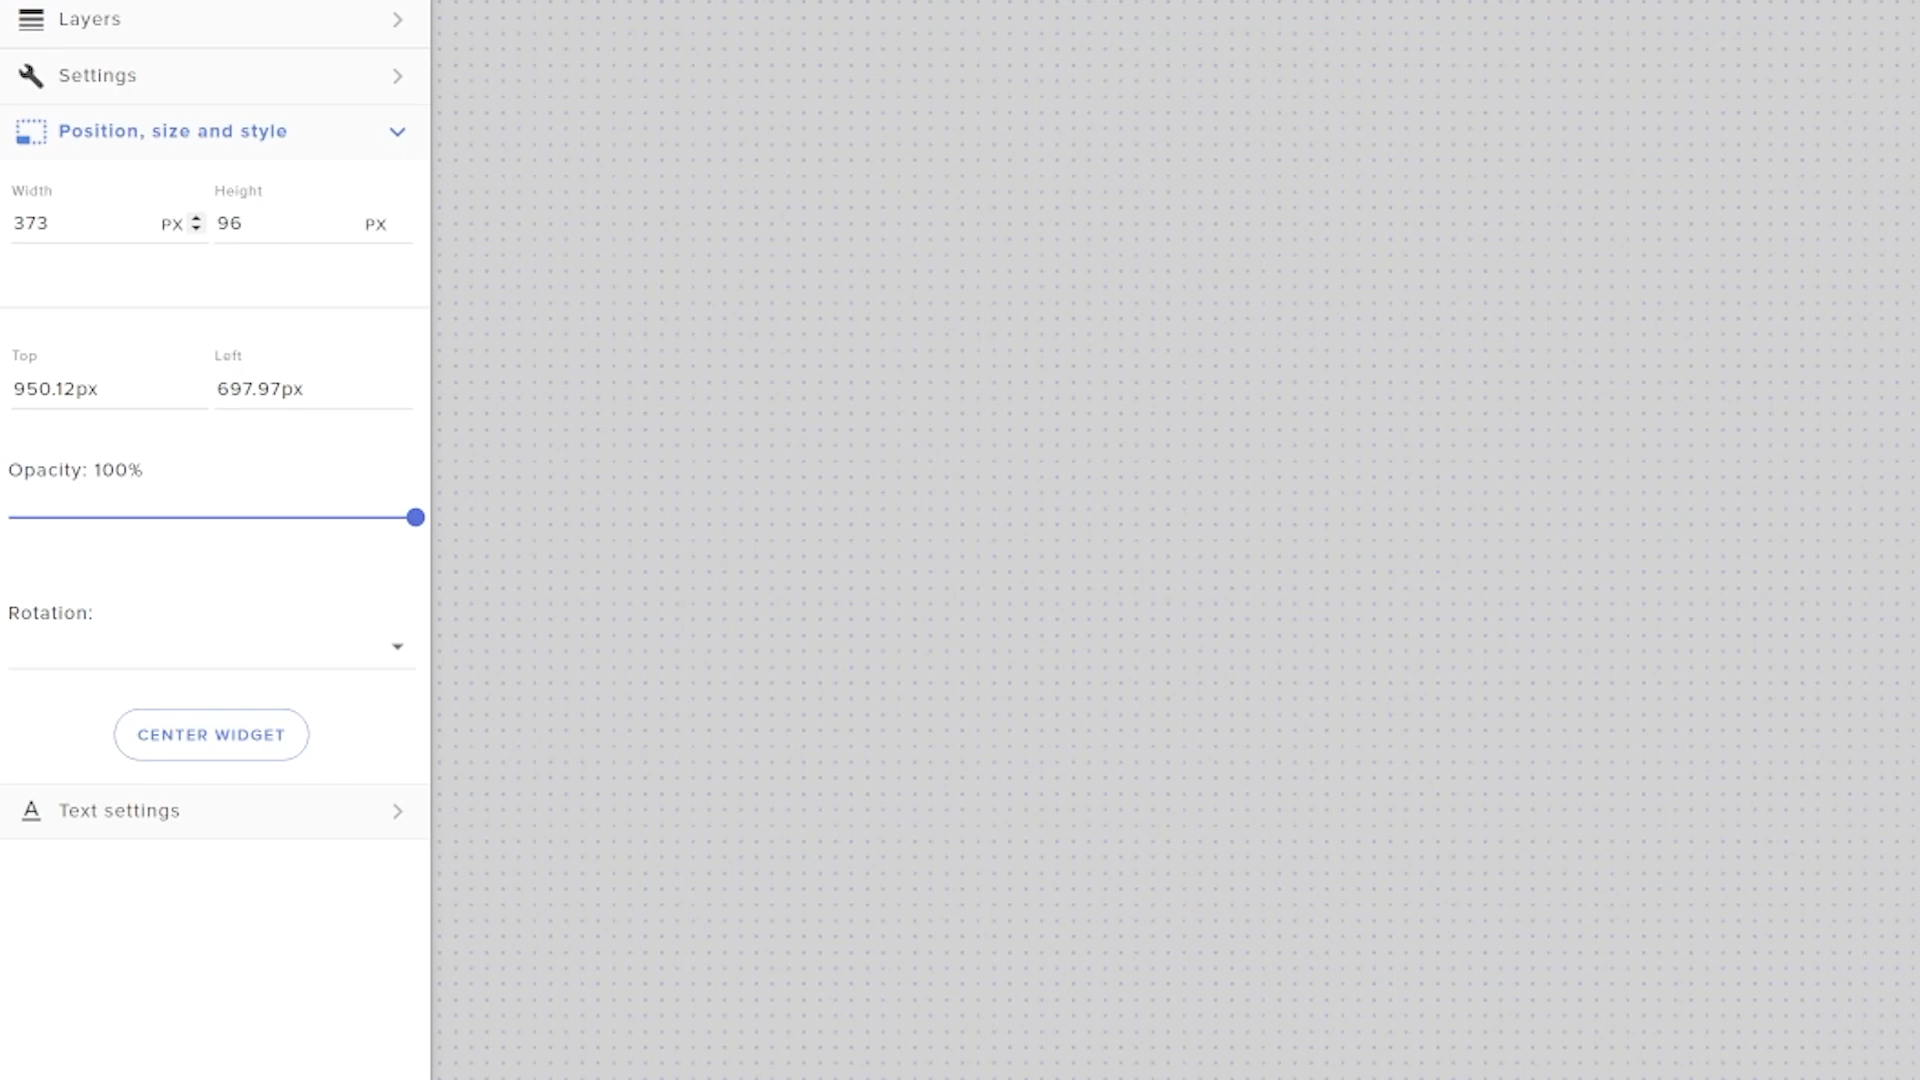 Layers
Settings
Position, size and style
Width Height
373 PX 96 PX
Top Left
950.12px 697.97px
Opacity: 100%
Rotation:
CENTER WIDGET
A Text settings